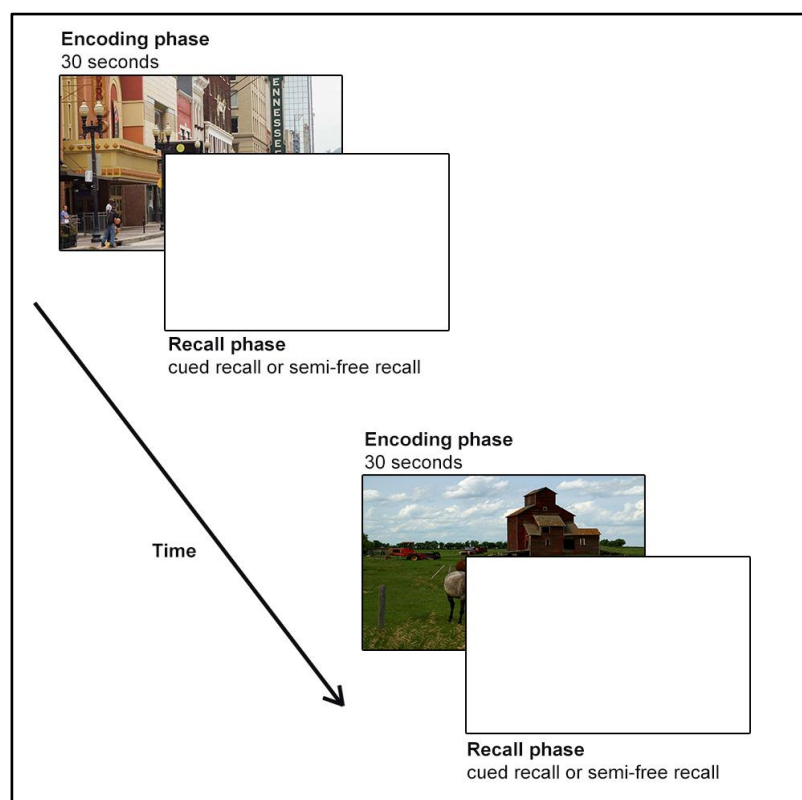 Encoding phase
30 seconds
ENNESSEE
Recall phase
cued recall or semi-free recall
Encoding phase
30 seconds
Time
Recall phase
cued recall or semi-free recall